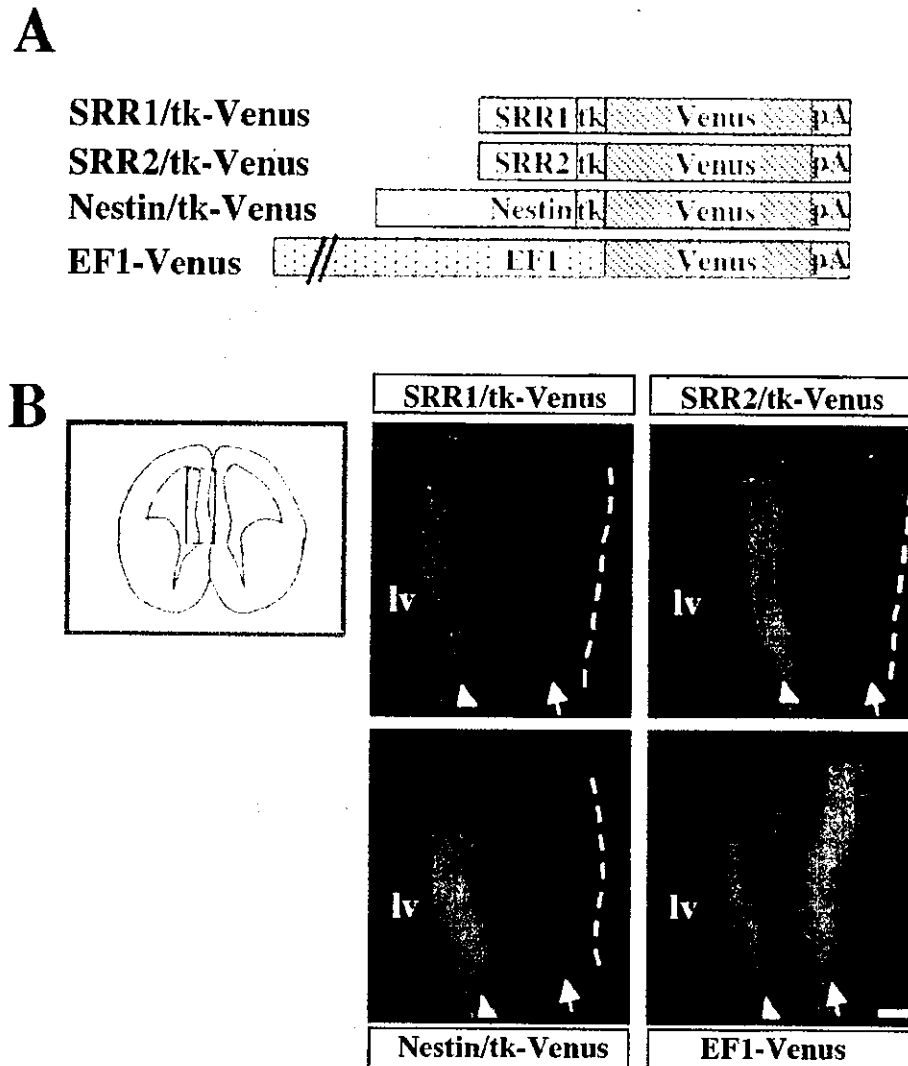 A
SRR1/tk-Venus SRR1 tk Venus pA
SRR2/tk-Venus SRR2 tk Venus pA
Nestin/tk-Venus Nestin tk Venus pA
EF1-Venus EF1 Venus pA
B
SRR1/tk-Venus SRR2/tk-Venus
lv lv
lv lv
Nestin/tk-Venus EF1-Venus